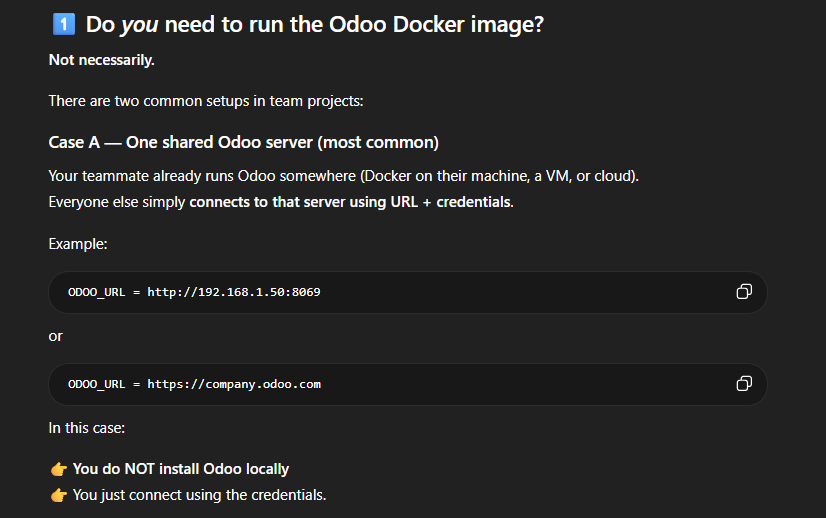 1 Do you need to run the Odoo Docker image?
Not necessarily.
There are two common setups in team projects:
Case A — One shared Odoo server (most common)
Your teammate already runs Odoo somewhere (Docker on their machine, a VM, or cloud).
Everyone else simply connects to that server using URL + credentials.
Example:
ODOO_URL = http://192.168.1.50:8069
or
ODOO_URL = https://company.odoo.com
In this case:
👉 You do NOT install Odoo locally
👉 You just connect using the credentials.